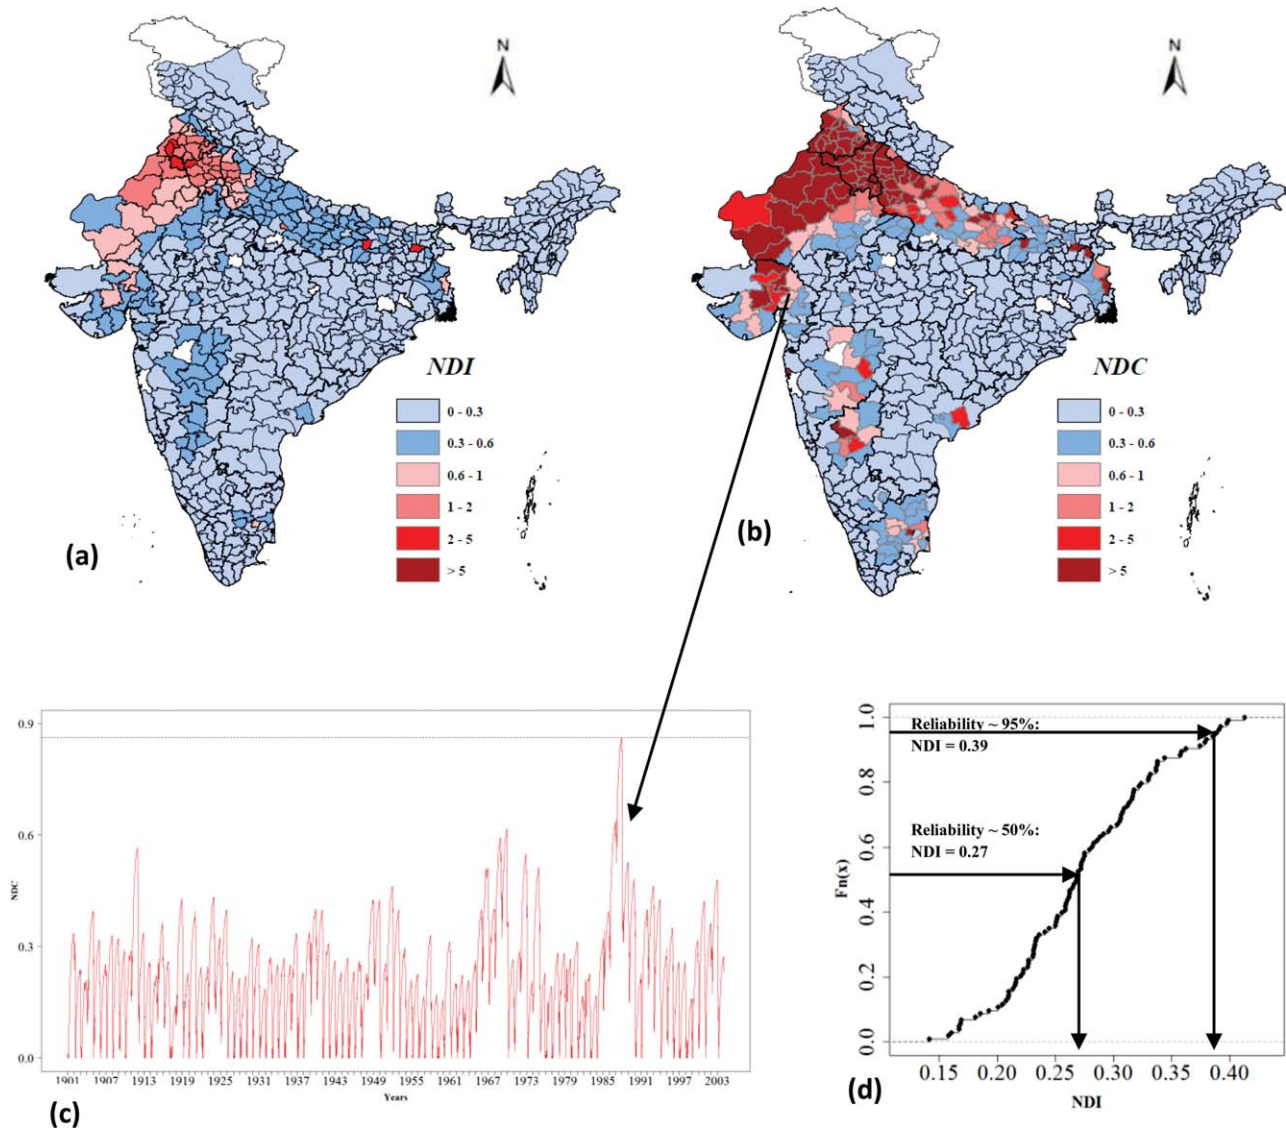 N
N
NDI
0 - 0.3
0.3 - 0.6
0.6 - 1
1 - 2
2 - 5
> 5
(a)
NDC
0 - 0.3
0.3 - 0.6
0.6 - 1
1 - 2
2 - 5
> 5
(b)
0.9
0.6
0.3
0.0
NDC
1901 1907 1913 1919 1925 1931 1937 1943 1949 1955 1961 1967 1973 1979 1985 1991 1997 2003
Years
(c)
Reliability ~ 95%:
NDI = 0.39
Reliability ~ 50%:
NDI = 0.27
1.0
0.8
0.6
0.4
0.2
0.0
Fn(x)
0.15 0.20 0.25 0.30 0.35 0.40
NDI
(d)